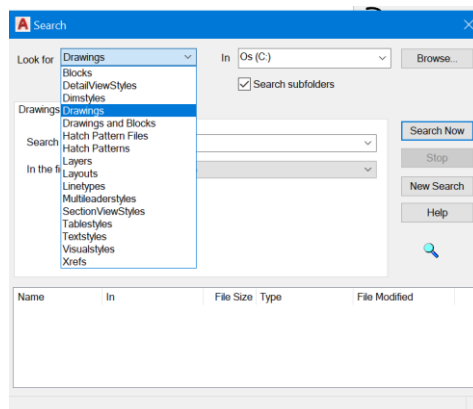 Search
Look for Drawings In Os (C:) Browse...
Search subfolders
Blocks
DetailViewStyles
Dimstyles
Drawings
Drawings
Drawings and Blocks
Hatch Pattern Files
Hatch Patterns
Layers
Layouts
Linetypes
Multileaderstyles
SectionViewStyles
Tablestyles
Textstyles
Visualstyles
Xrefs
Search
In the fi
Search Now
Stop
New Search
Help
Name In File Size Type File Modified